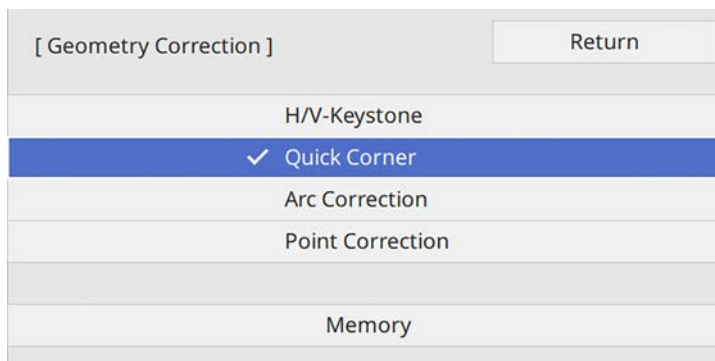 [ Geometry Correction ]
Return
H/V-Keystone
Quick Corner
Arc Correction
Point Correction
Memory